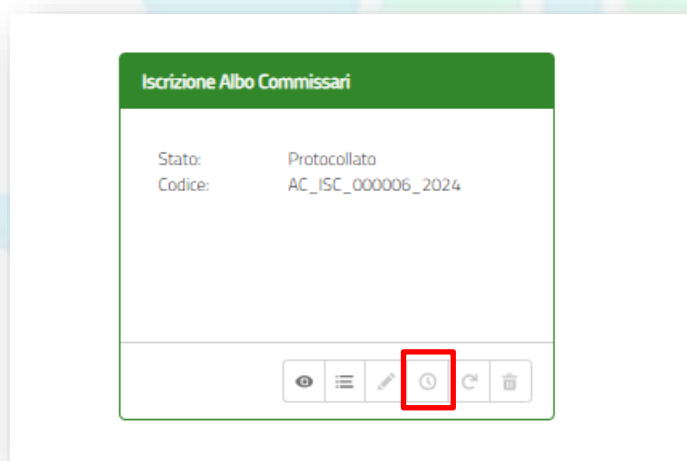 Iscrizione Albo Commissari
Stato: Protocollato
Codice: AC_ISC_000006_2024